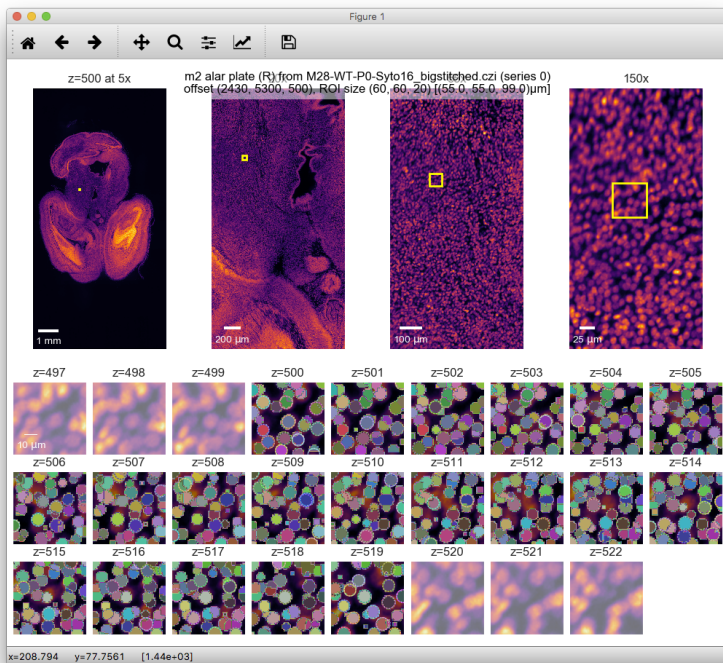 Figure 1
m2 alar plate (R) from M28-WT-P0-Syto16_bigstitched.czi (series 0)
offset (2430, 5300, 500), ROI size (60, 60, 20) [(55.0, 55.0, 99.0)µm]
z=500 at 5x
150x
1 mm
200 µm
100 µm
25 µm
z=497 z=498 z=499 z=500 z=501 z=502 z=503 z=504 z=505
10 µm
z=506 z=507 z=508 z=509 z=510 z=511 z=512 z=513 z=514
z=515 z=516 z=517 z=518 z=519 z=520 z=521 z=522
x=208.794 y=77.7561 [1.44e+03]